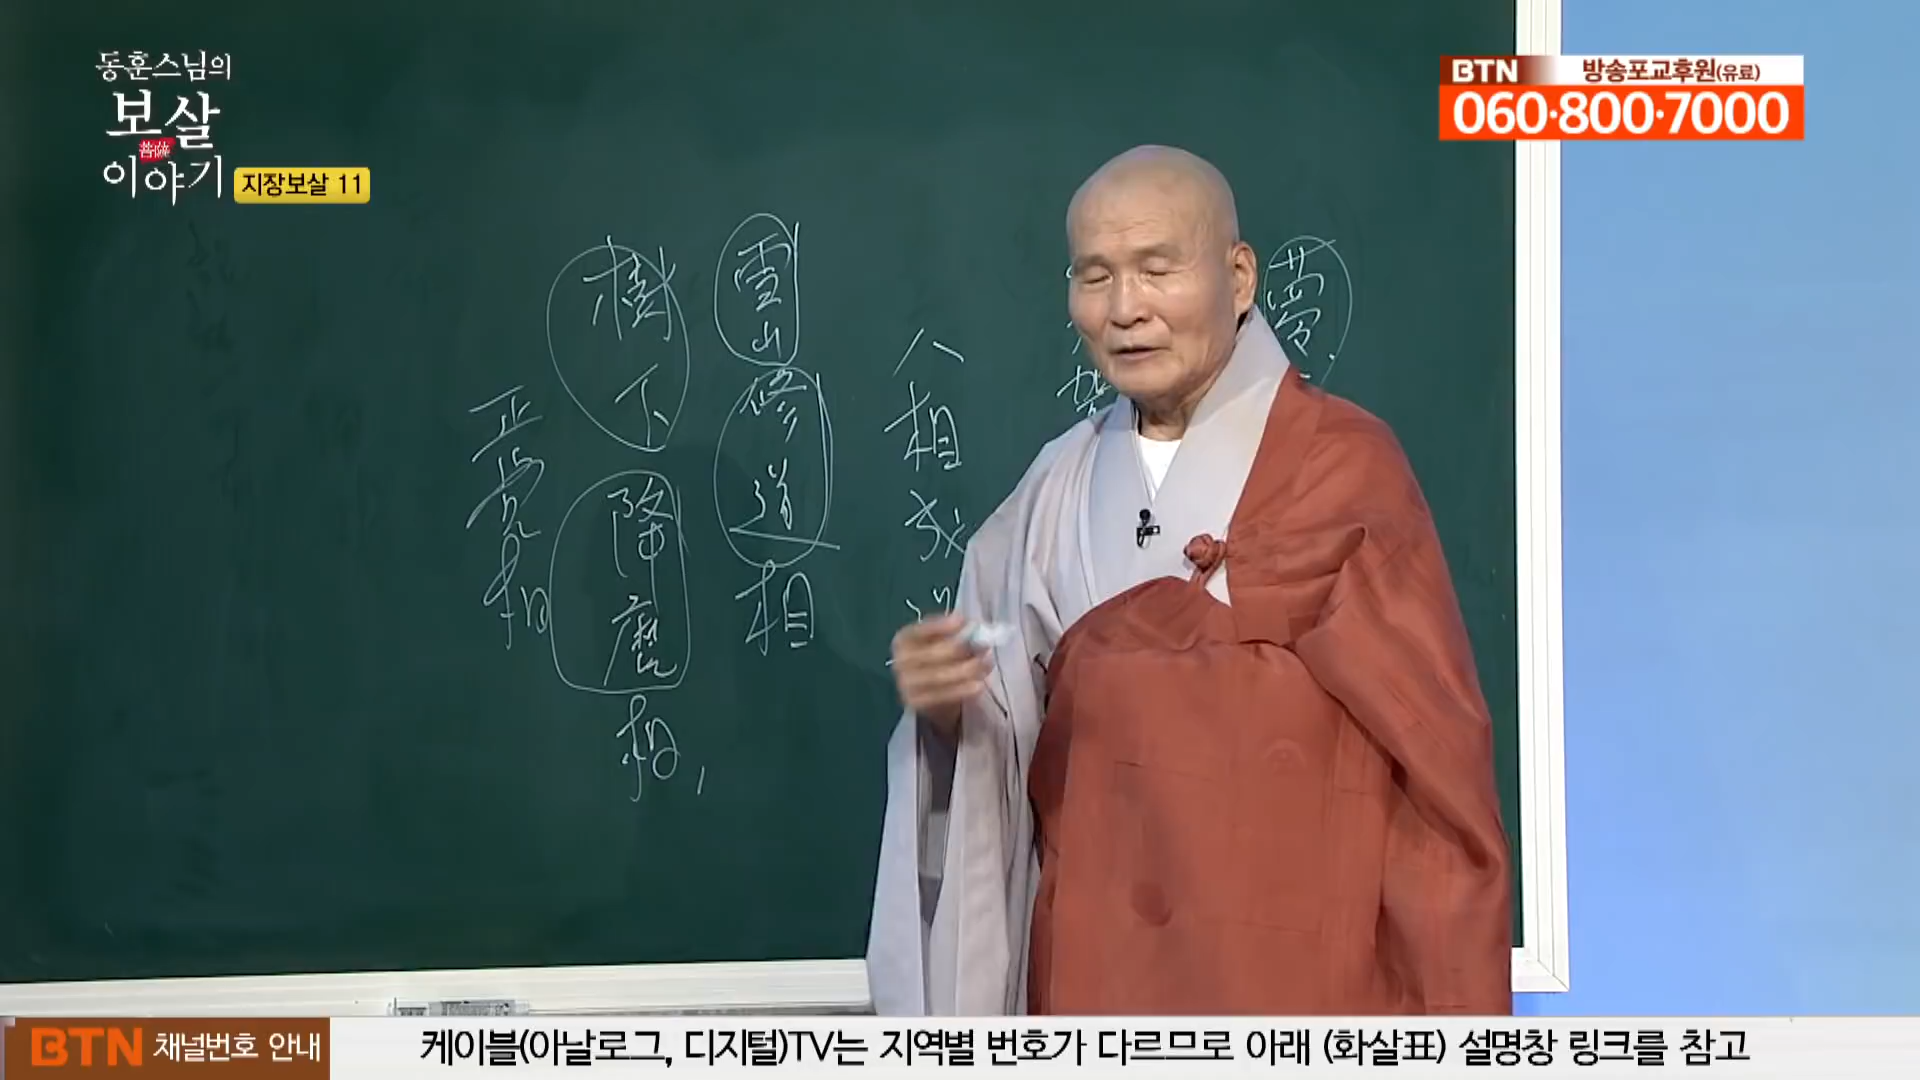 동훈스님의
보살
菩薩
이야기
지장보살 11
BTN 방송포교후원(유료)
060·800·7000
夢
八相成道
雪山修道相
樹下降魔相,
正覺相
BTN 채널번호 안내
케이블(아날로그, 디지털)TV는 지역별 번호가 다르므로 아래 (화살표) 설명창 링크를 참고